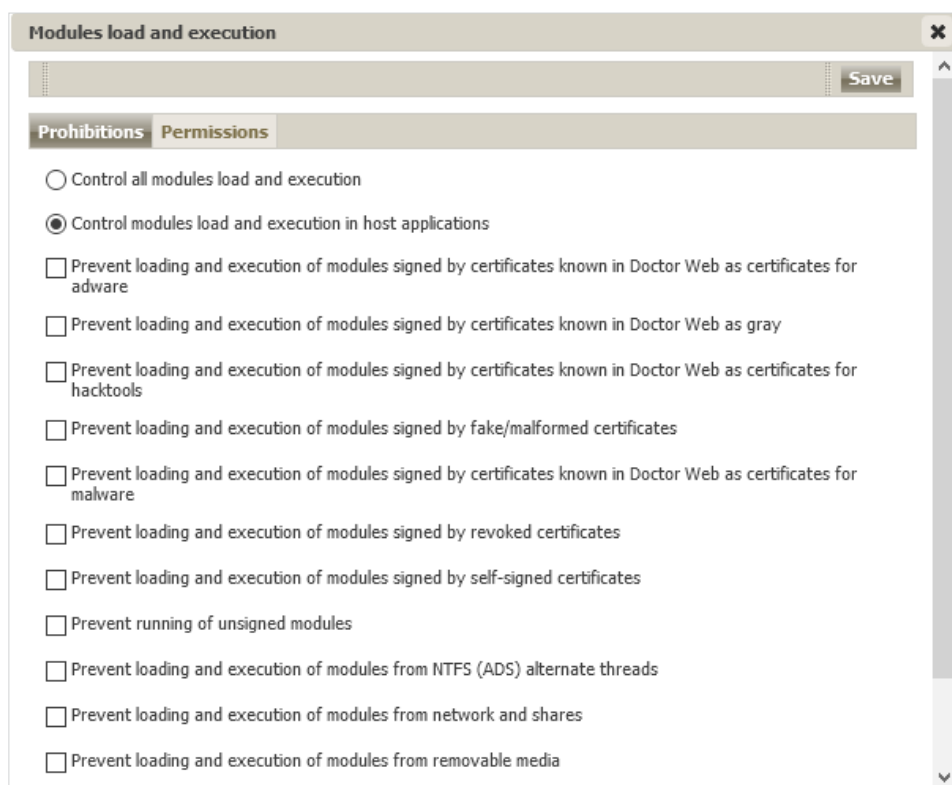 Modules load and execution
Save
Prohibitions Permissions
Control all modules load and execution
Control modules load and execution in host applications
Prevent loading and execution of modules signed by certificates known in Doctor Web as certificates for
adware
Prevent loading and execution of modules signed by certificates known in Doctor Web as gray
Prevent loading and execution of modules signed by certificates known in Doctor Web as certificates for
hacktools
Prevent loading and execution of modules signed by fake/malformed certificates
Prevent loading and execution of modules signed by certificates known in Doctor Web as certificates for
malware
Prevent loading and execution of modules signed by revoked certificates
Prevent loading and execution of modules signed by self-signed certificates
Prevent running of unsigned modules
Prevent loading and execution of modules from NTFS (ADS) alternate threads
Prevent loading and execution of modules from network and shares
Prevent loading and execution of modules from removable media